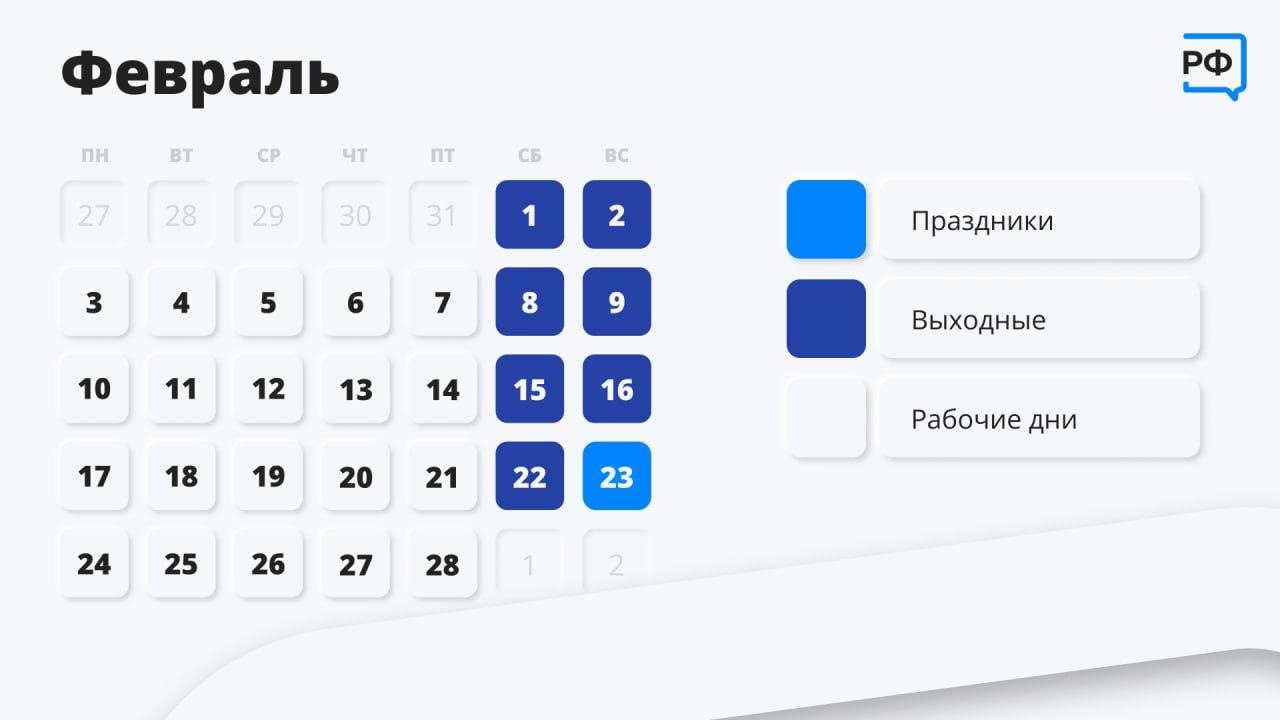 Февраль
РФ
ПН ВТ СР ЧТ ПТ СБ ВС
27 28 29 30 31 1 2
3 4 5 6 7 8 9
10 11 12 13 14 15 16
17 18 19 20 21 22 23
24 25 26 27 28 1 2
Праздники
Выходные
Рабочие дни